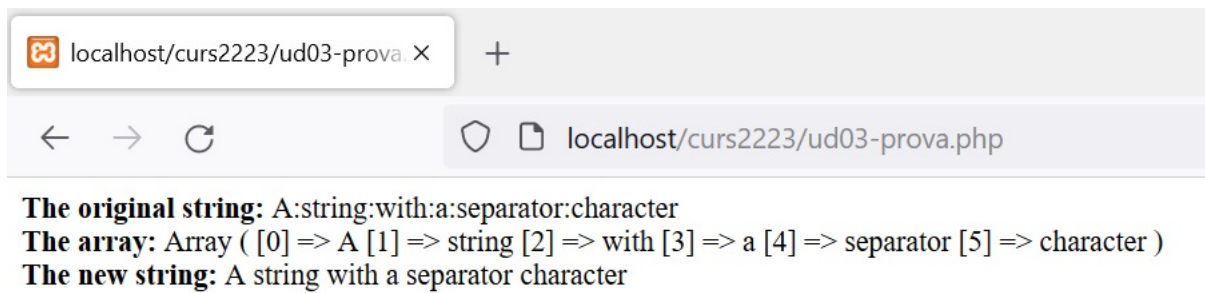 localhost/curs2223/ud03-prova
localhost/curs2223/ud03-prova.php
The original string: A:string:with:a:separator:character
The array: Array ( [0] => A [1] => string [2] => with [3] => a [4] => separator [5] => character )
The new string: A string with a separator character